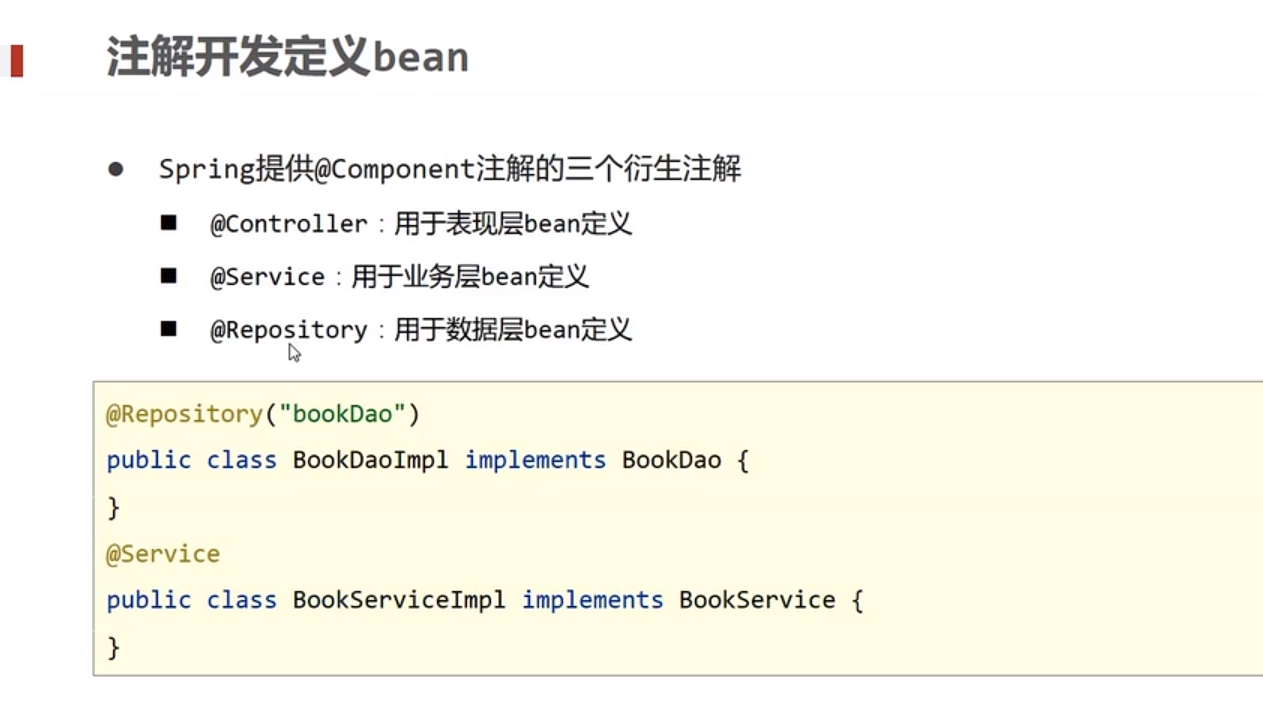 注解开发定义bean
Spring提供@Component注解的三个衍生注解
@Controller：用于表现层bean定义
@Service：用于业务层bean定义
@Repository：用于数据层bean定义
@Repository("bookDao")
public class BookDaoImpl implements BookDao {
}
@Service
public class BookServiceImpl implements BookService {
}